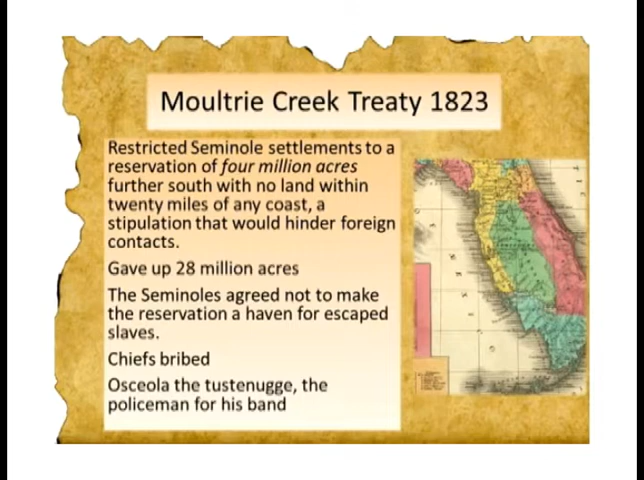 Moultrie Creek Treaty 1823
Restricted Seminole settlements to a
reservation of four million acres
further south with no land within
twenty miles of any coast, a
stipulation that would hinder foreign
contacts.
Gave up 28 million acres
The Seminoles agreed not to make
the reservation a haven for escaped
slaves.
Chiefs bribed
Osceola the tustenugge, the
policeman for his band